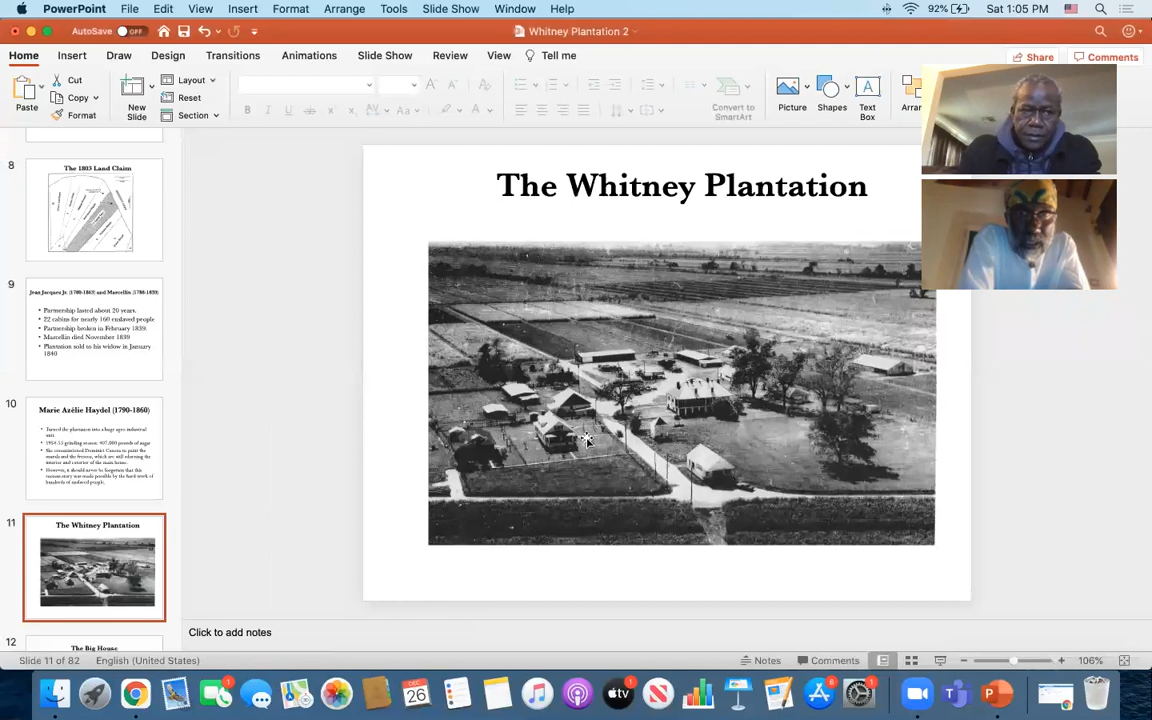 PowerPoint File Edit View Insert Format Arrange Tools Slide Show Window Help 92% Sat 1:05 PM
AutoSave OFF Whitney Plantation 2
Home Insert Draw Design Transitions Animations Slide Show Review View Tell me Share Comments
Paste Cut Copy Format
New Slide
Layout Reset Section
B I U
Aa
Convert to SmartArt
Picture Shapes Text Box Arran
8
The 1803 Land Claim
9
Jean Jacques Jr. (1780-1863) and Marcellin (1788-1839)
• Partnership lasted about 20 years.
• 22 cabins for nearly 160 enslaved people
• Partnership broken in February 1839.
• Marcellin died November 1839
• Plantation sold to his widow in January
1840
10
Marie Azélie Haydel (1790-1860)
11
The Whitney Plantation
12
The Big House
The Whitney Plantation
Click to add notes
Slide 11 of 82 English (United States) Notes Comments 106%
DEC
26
tv